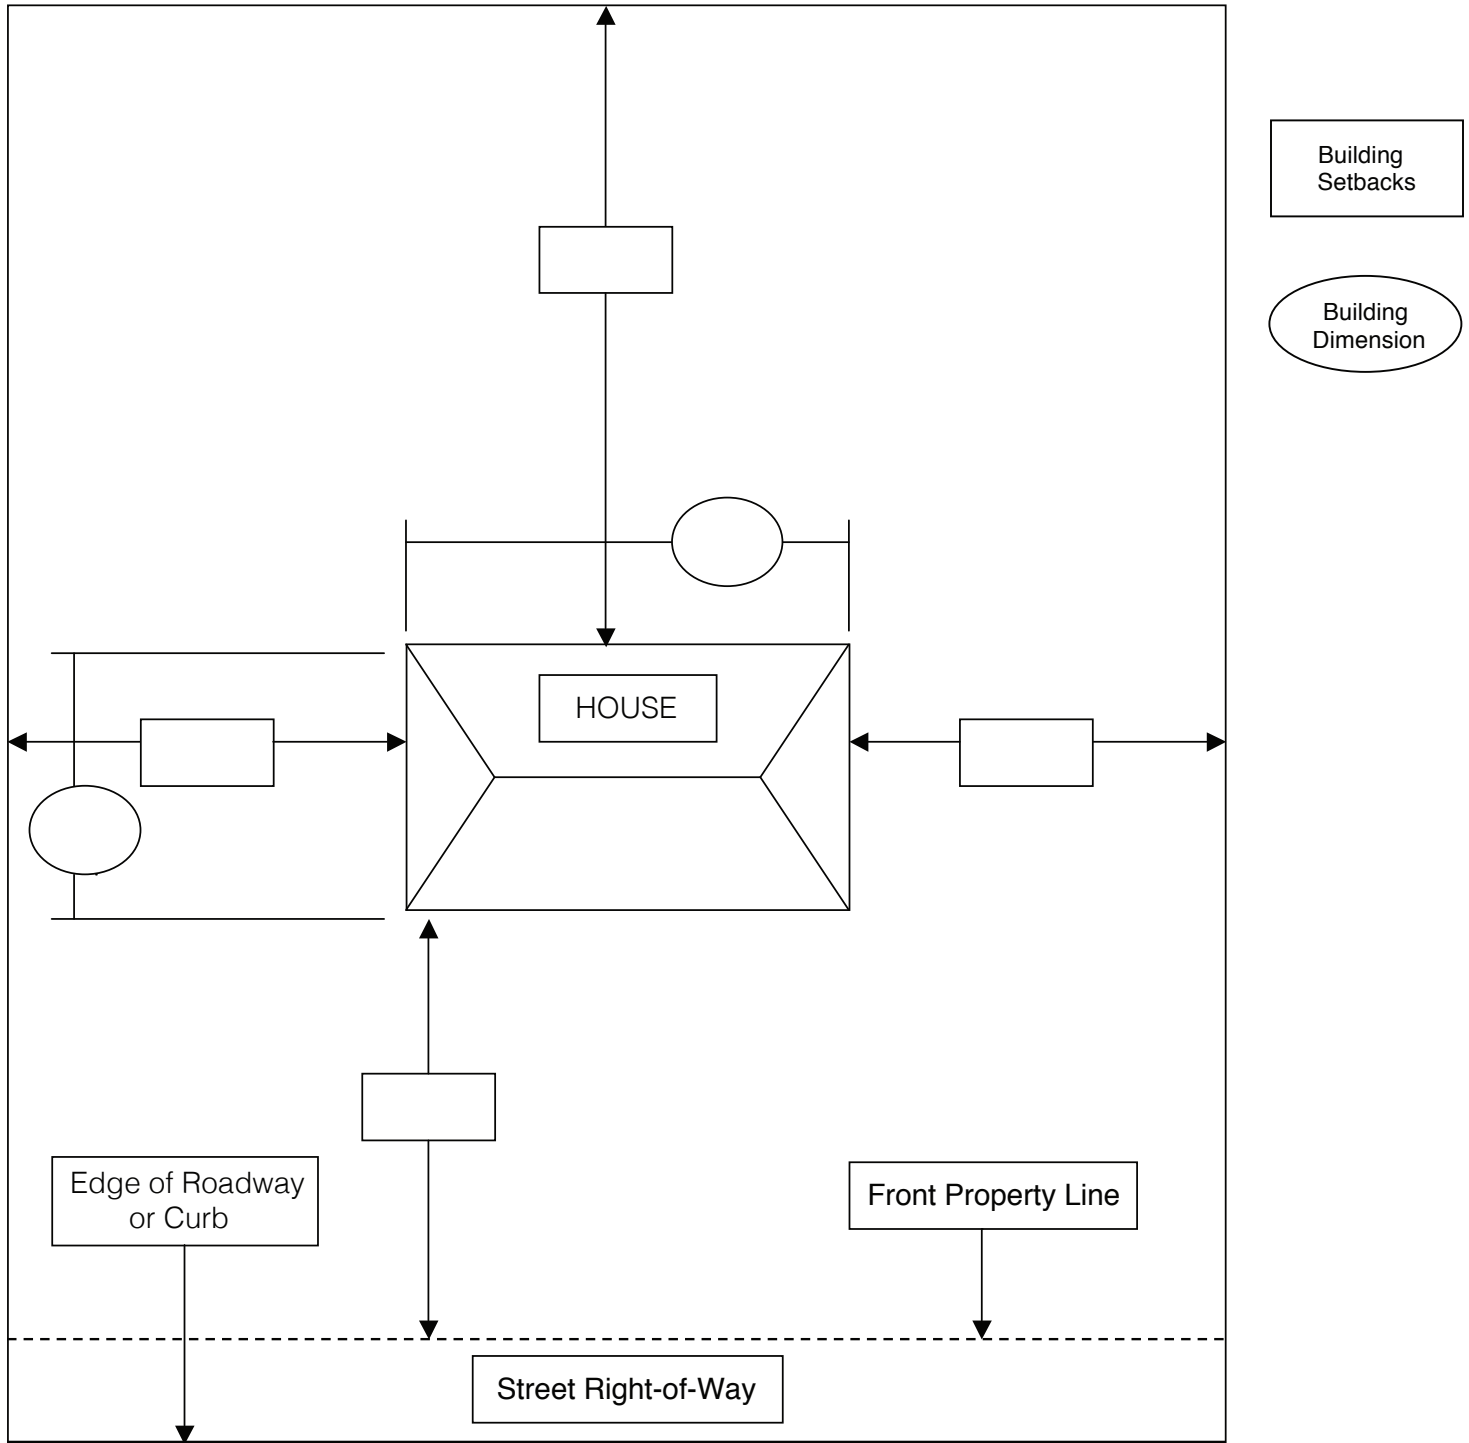 Building
Setbacks
Building
Dimension
HOUSE
Edge of Roadway
or Curb
Front Property Line
Street Right-of-Way